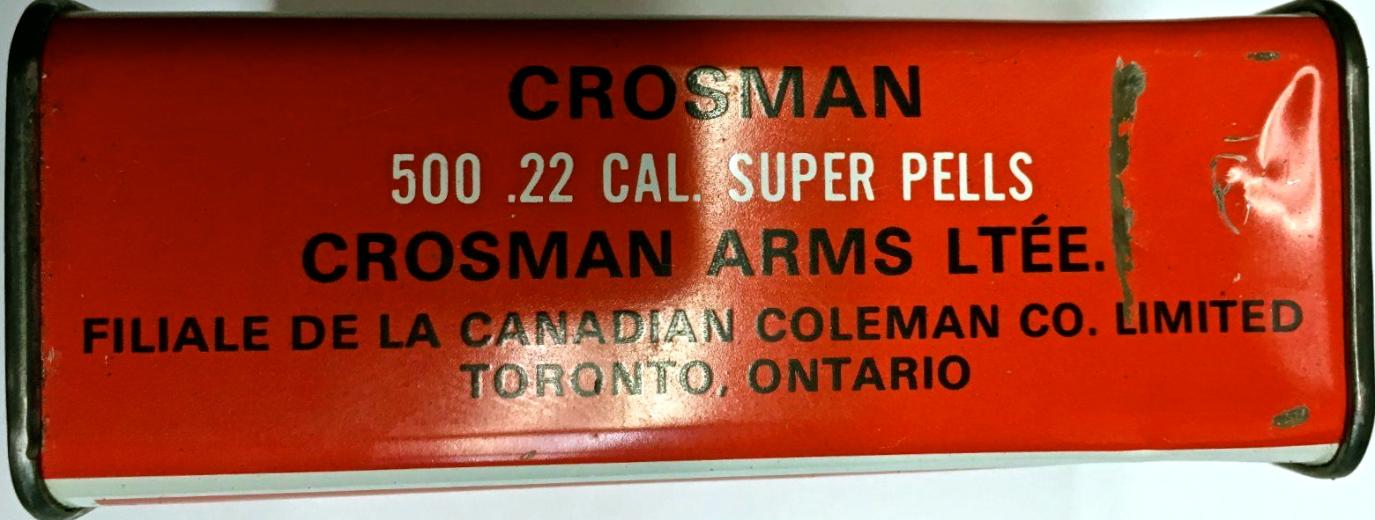 CROSMAN
500 .22 CAL. SUPER PELLS
CROSMAN ARMS LTÉE.
FILIALE DE LA CANADIAN COLEMAN CO. LIMITED
TORONTO, ONTARIO